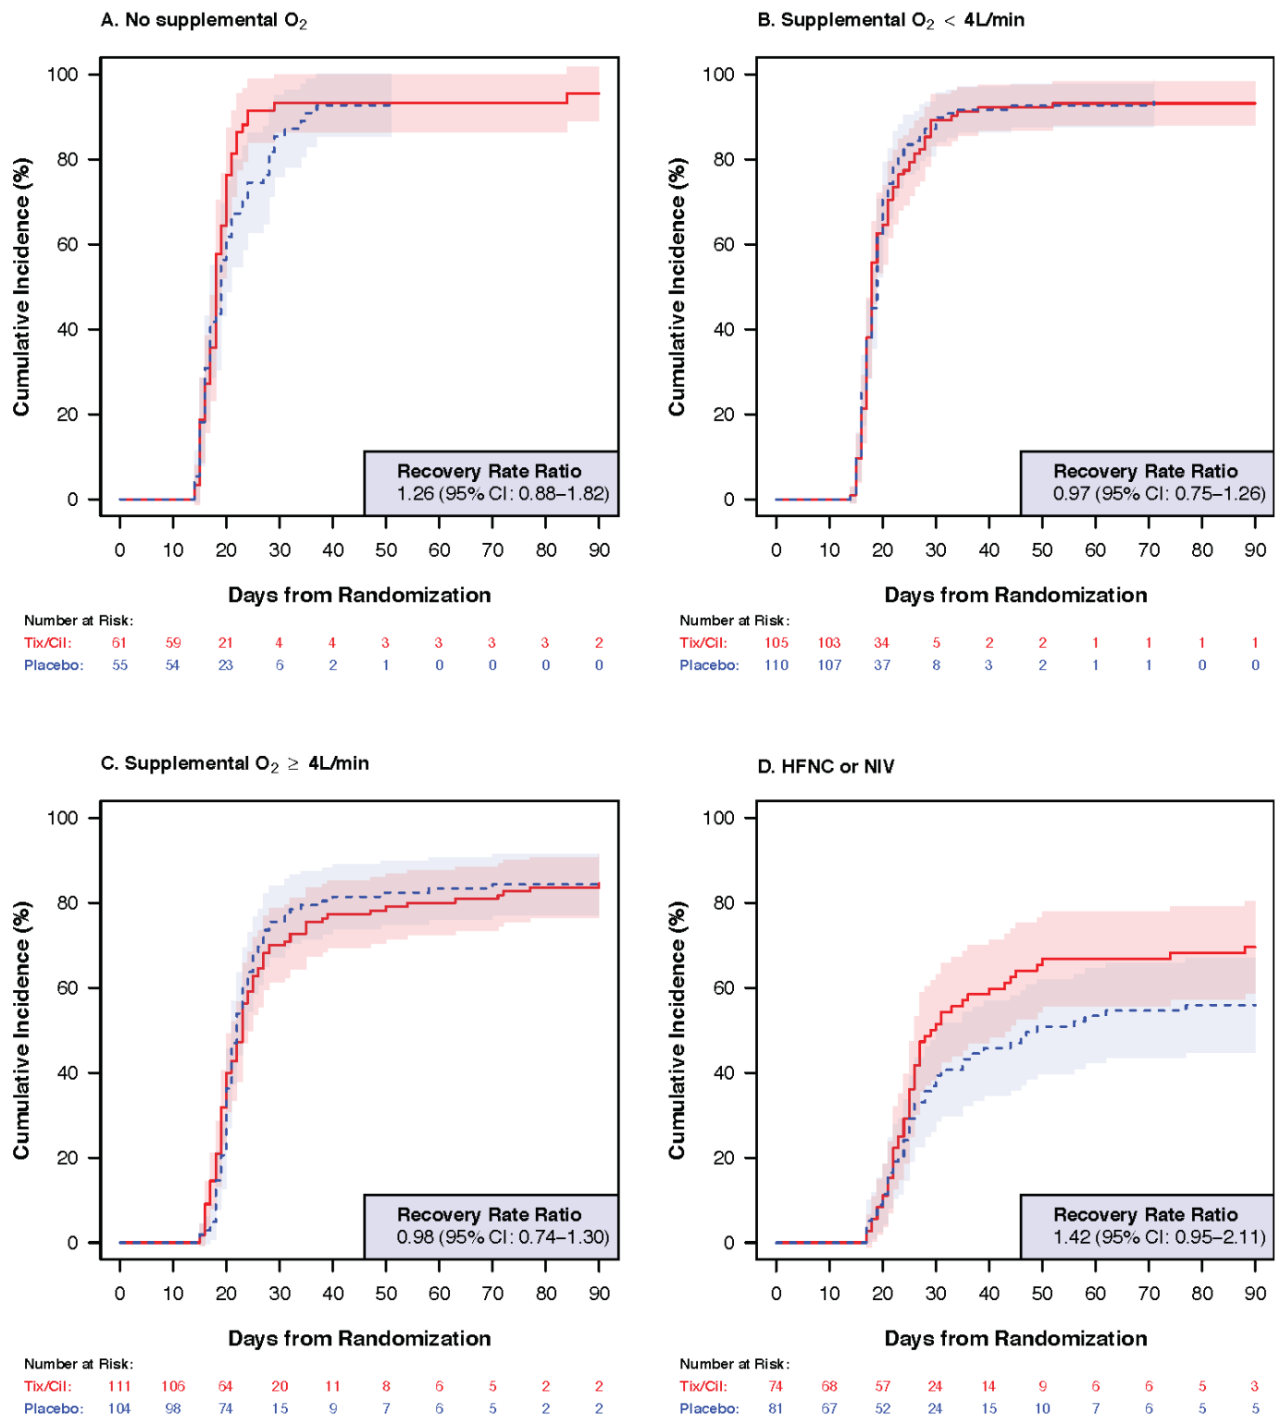 A. No supplemental O2
Cumulative Incidence (%)
100
80
60
40
20
0
Recovery Rate Ratio
1.26 (95% CI: 0.88–1.82)
0 10 20 30 40 50 60 70 80 90
Days from Randomization
Number at Risk:
Tix/Cil: 61 59 21 4 4 3 3 3 3 2
Placebo: 55 54 23 6 2 1 0 0 0 0
B. Supplemental O2 < 4L/min
Cumulative Incidence (%)
100
80
60
40
20
0
Recovery Rate Ratio
0.97 (95% CI: 0.75–1.26)
0 10 20 30 40 50 60 70 80 90
Days from Randomization
Number at Risk:
Tix/Cil: 105 103 34 5 2 2 1 1 1 1
Placebo: 110 107 37 8 3 2 1 1 0 0
C. Supplemental O2 ≥ 4L/min
Cumulative Incidence (%)
100
80
60
40
20
0
Recovery Rate Ratio
0.98 (95% CI: 0.74–1.30)
0 10 20 30 40 50 60 70 80 90
Days from Randomization
Number at Risk:
Tix/Cil: 111 106 64 20 11 8 6 5 2 2
Placebo: 104 98 74 15 9 7 6 5 2 2
D. HFNC or NIV
Cumulative Incidence (%)
100
80
60
40
20
0
Recovery Rate Ratio
1.42 (95% CI: 0.95–2.11)
0 10 20 30 40 50 60 70 80 90
Days from Randomization
Number at Risk:
Tix/Cil: 74 68 57 24 14 9 6 6 5 3
Placebo: 81 67 52 24 15 10 7 6 5 5